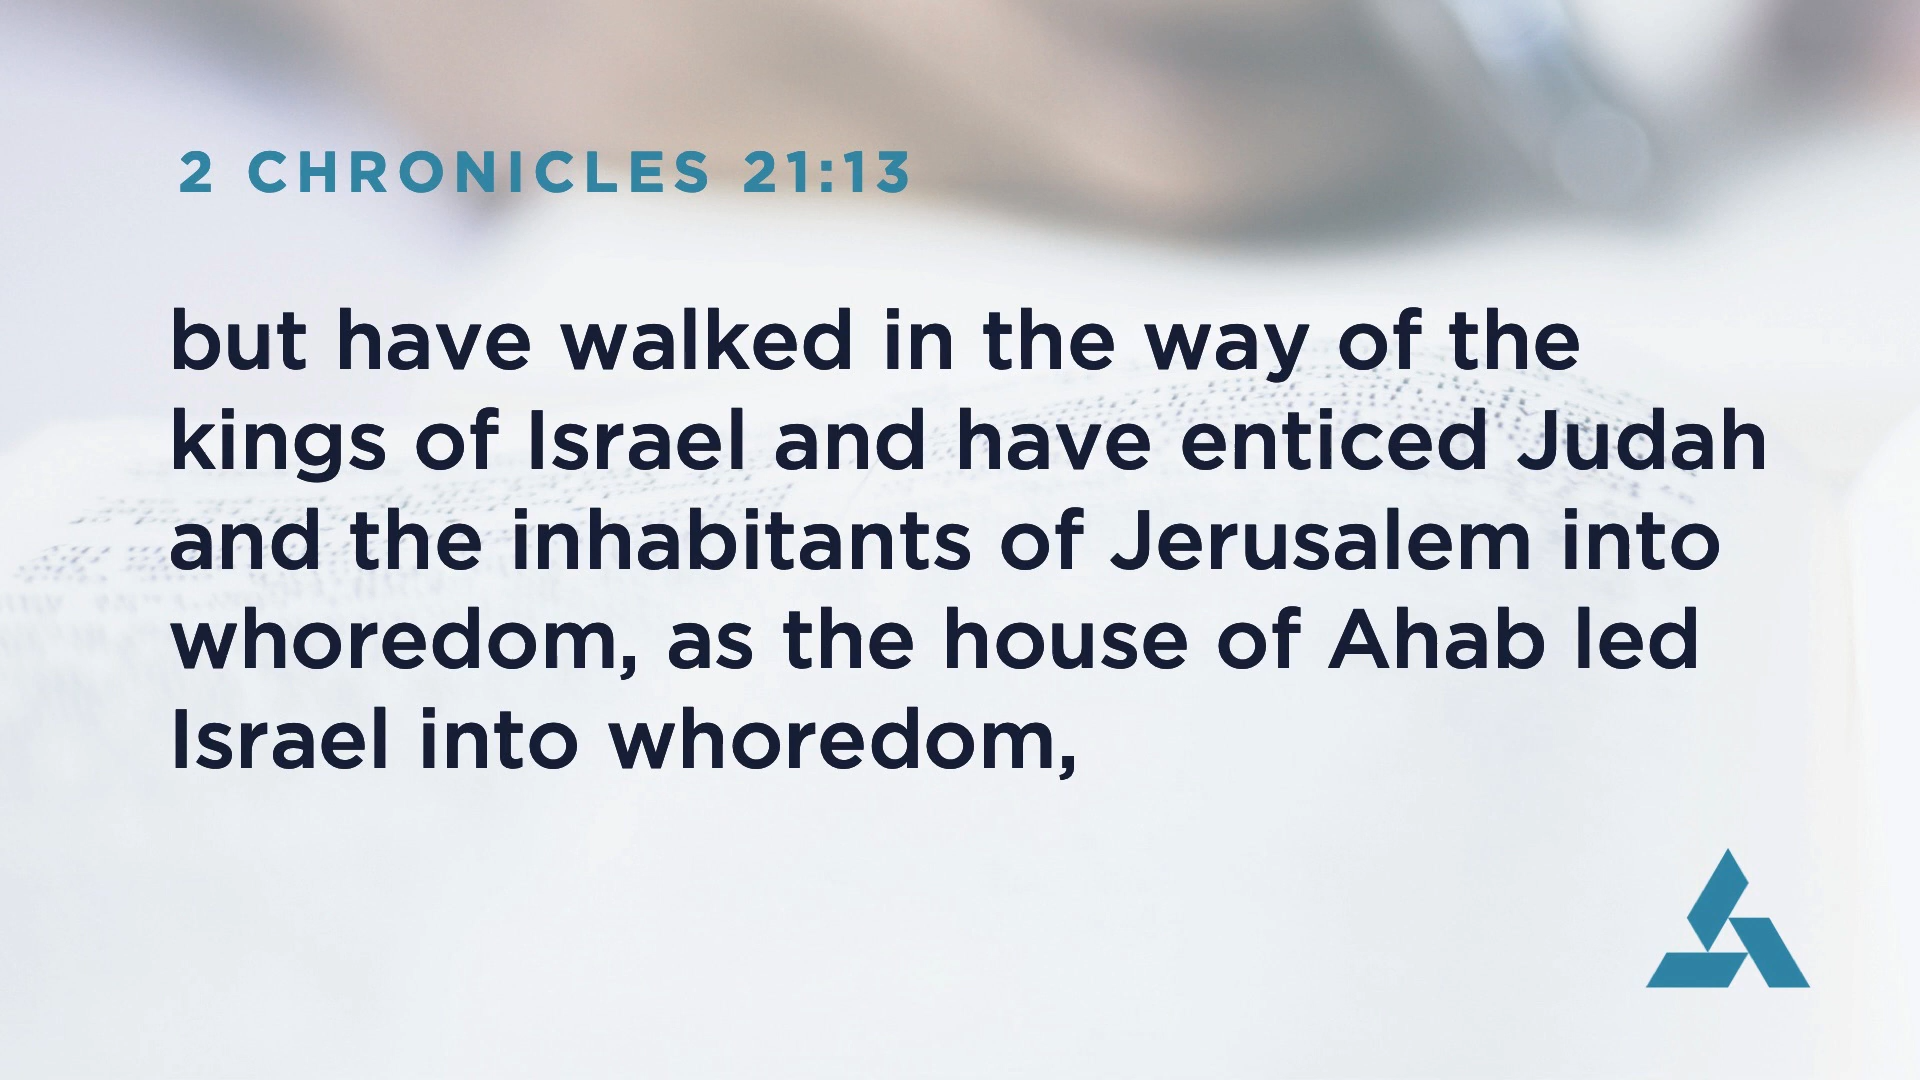 2 CHRONICLES 21:13
but have walked in the way of the
kings of Israel and have enticed Judah
and the inhabitants of Jerusalem into
whoredom, as the house of Ahab led
Israel into whoredom,